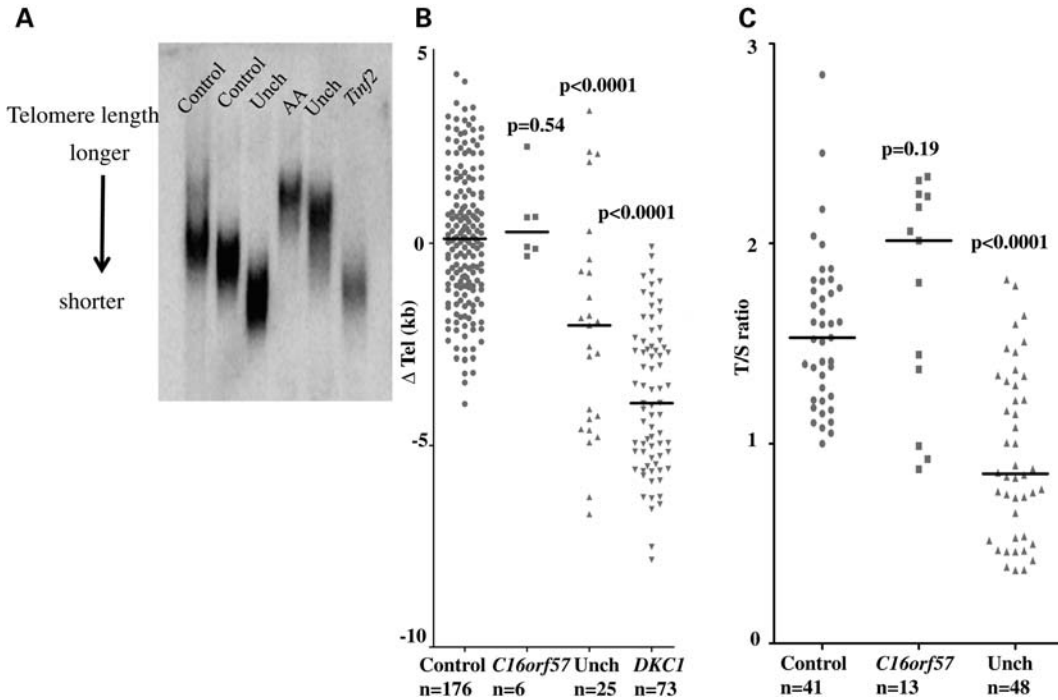 A
Control
Control
Unch
AA
Unch
Tinf2
Telomere length
longer
shorter
B
5
0
-5
-10
Δ Tel (kb)
p=0.54
p<0.0001
p<0.0001
Control C16orf57 Unch DKC1
n=176 n=6 n=25 n=73
C
3
2
1
0
T/S ratio
p=0.19
p<0.0001
Control C16orf57 Unch
n=41 n=13 n=48